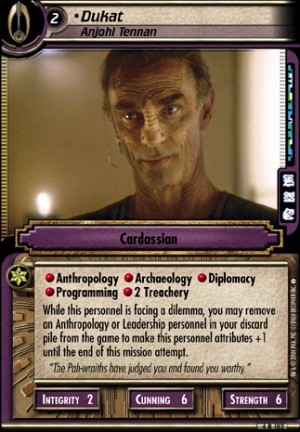 2
• Dukat
Anjohl Tennan
Cardassian
• Anthropology • Archaeology • Diplomacy
• Programming • 2 Treachery
While this personnel is facing a dilemma, you may remove
an Anthropology or Leadership personnel in your discard
pile from the game to make this personnel attributes +1
until the end of this mission attempt.
"The Pah-wraiths have judged you and found you worthy."
INTEGRITY 2 CUNNING 6 STRENGTH 6